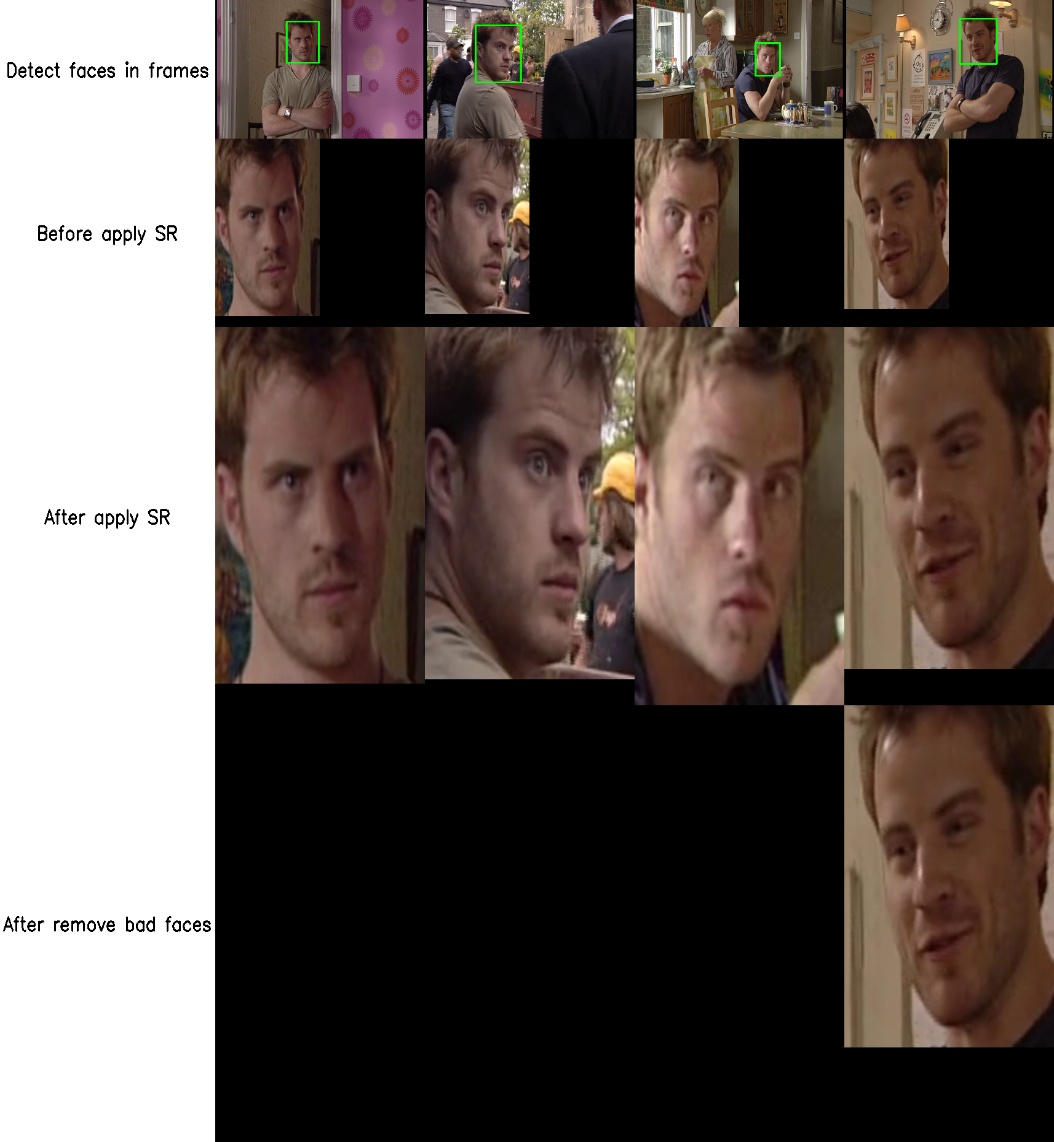 Detect faces in frames
Before apply SR
After apply SR
After remove bad faces